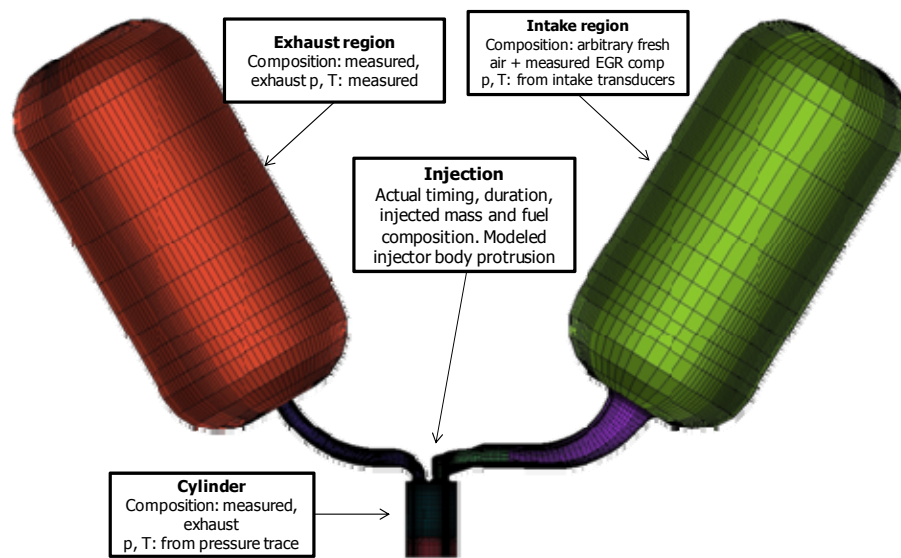 Exhaust region
Composition: measured,
exhaust p, T: measured
Intake region
Composition: arbitrary fresh
air + measured EGR comp
p, T: from intake transducers
Injection
Actual timing, duration,
injected mass and fuel
composition. Modeled
injector body protrusion
Cylinder
Composition: measured,
exhaust
p, T: from pressure trace